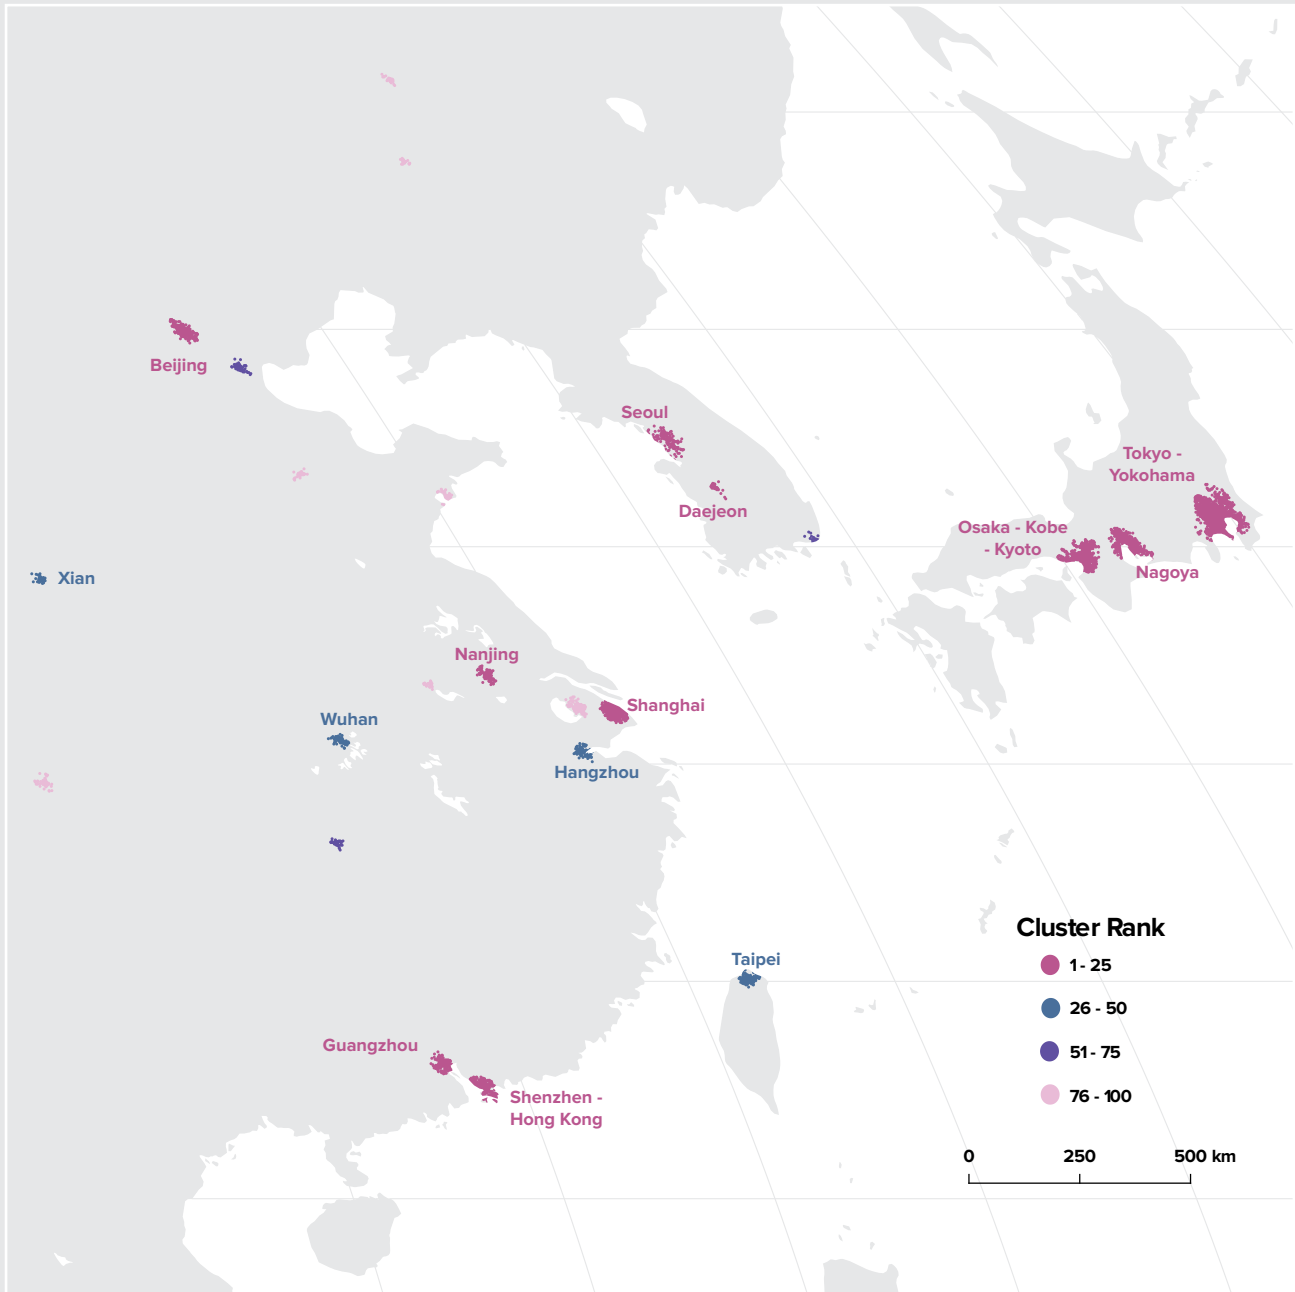 Beijing
Seoul
Tokyo -
Yokohama
Daejeon
Osaka - Kobe
- Kyoto
Nagoya
Xian
Nanjing
Shanghai
Wuhan
Hangzhou
Cluster Rank
1 - 25
26 - 50
51 - 75
76 - 100
Taipei
Guangzhou
Shenzhen -
Hong Kong
0 250 500 km